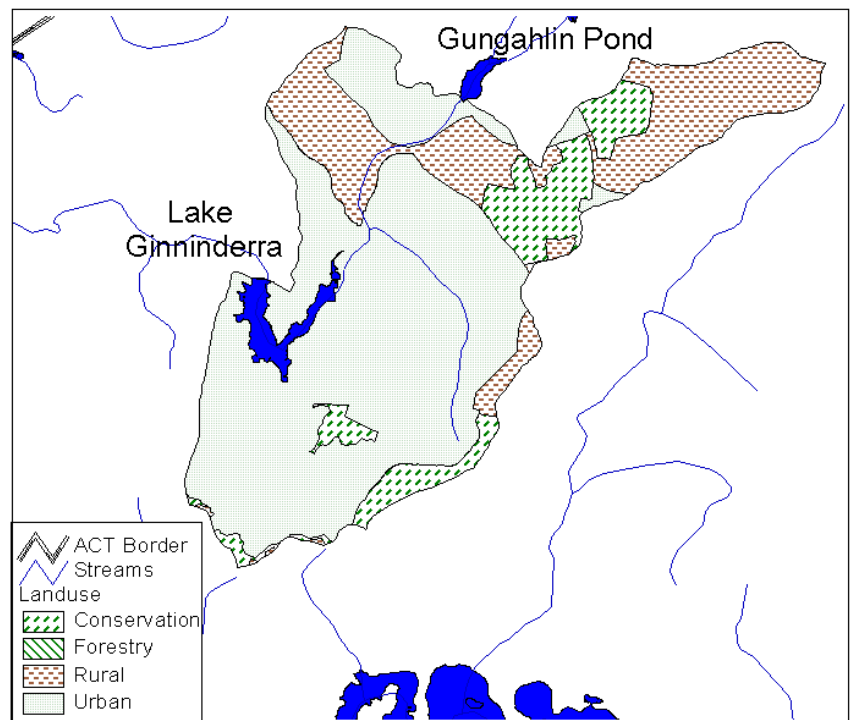 Gungahlin Pond
Lake
Ginninderra
ACT Border
Streams
Landuse
Conservation
Forestry
Rural
Urban